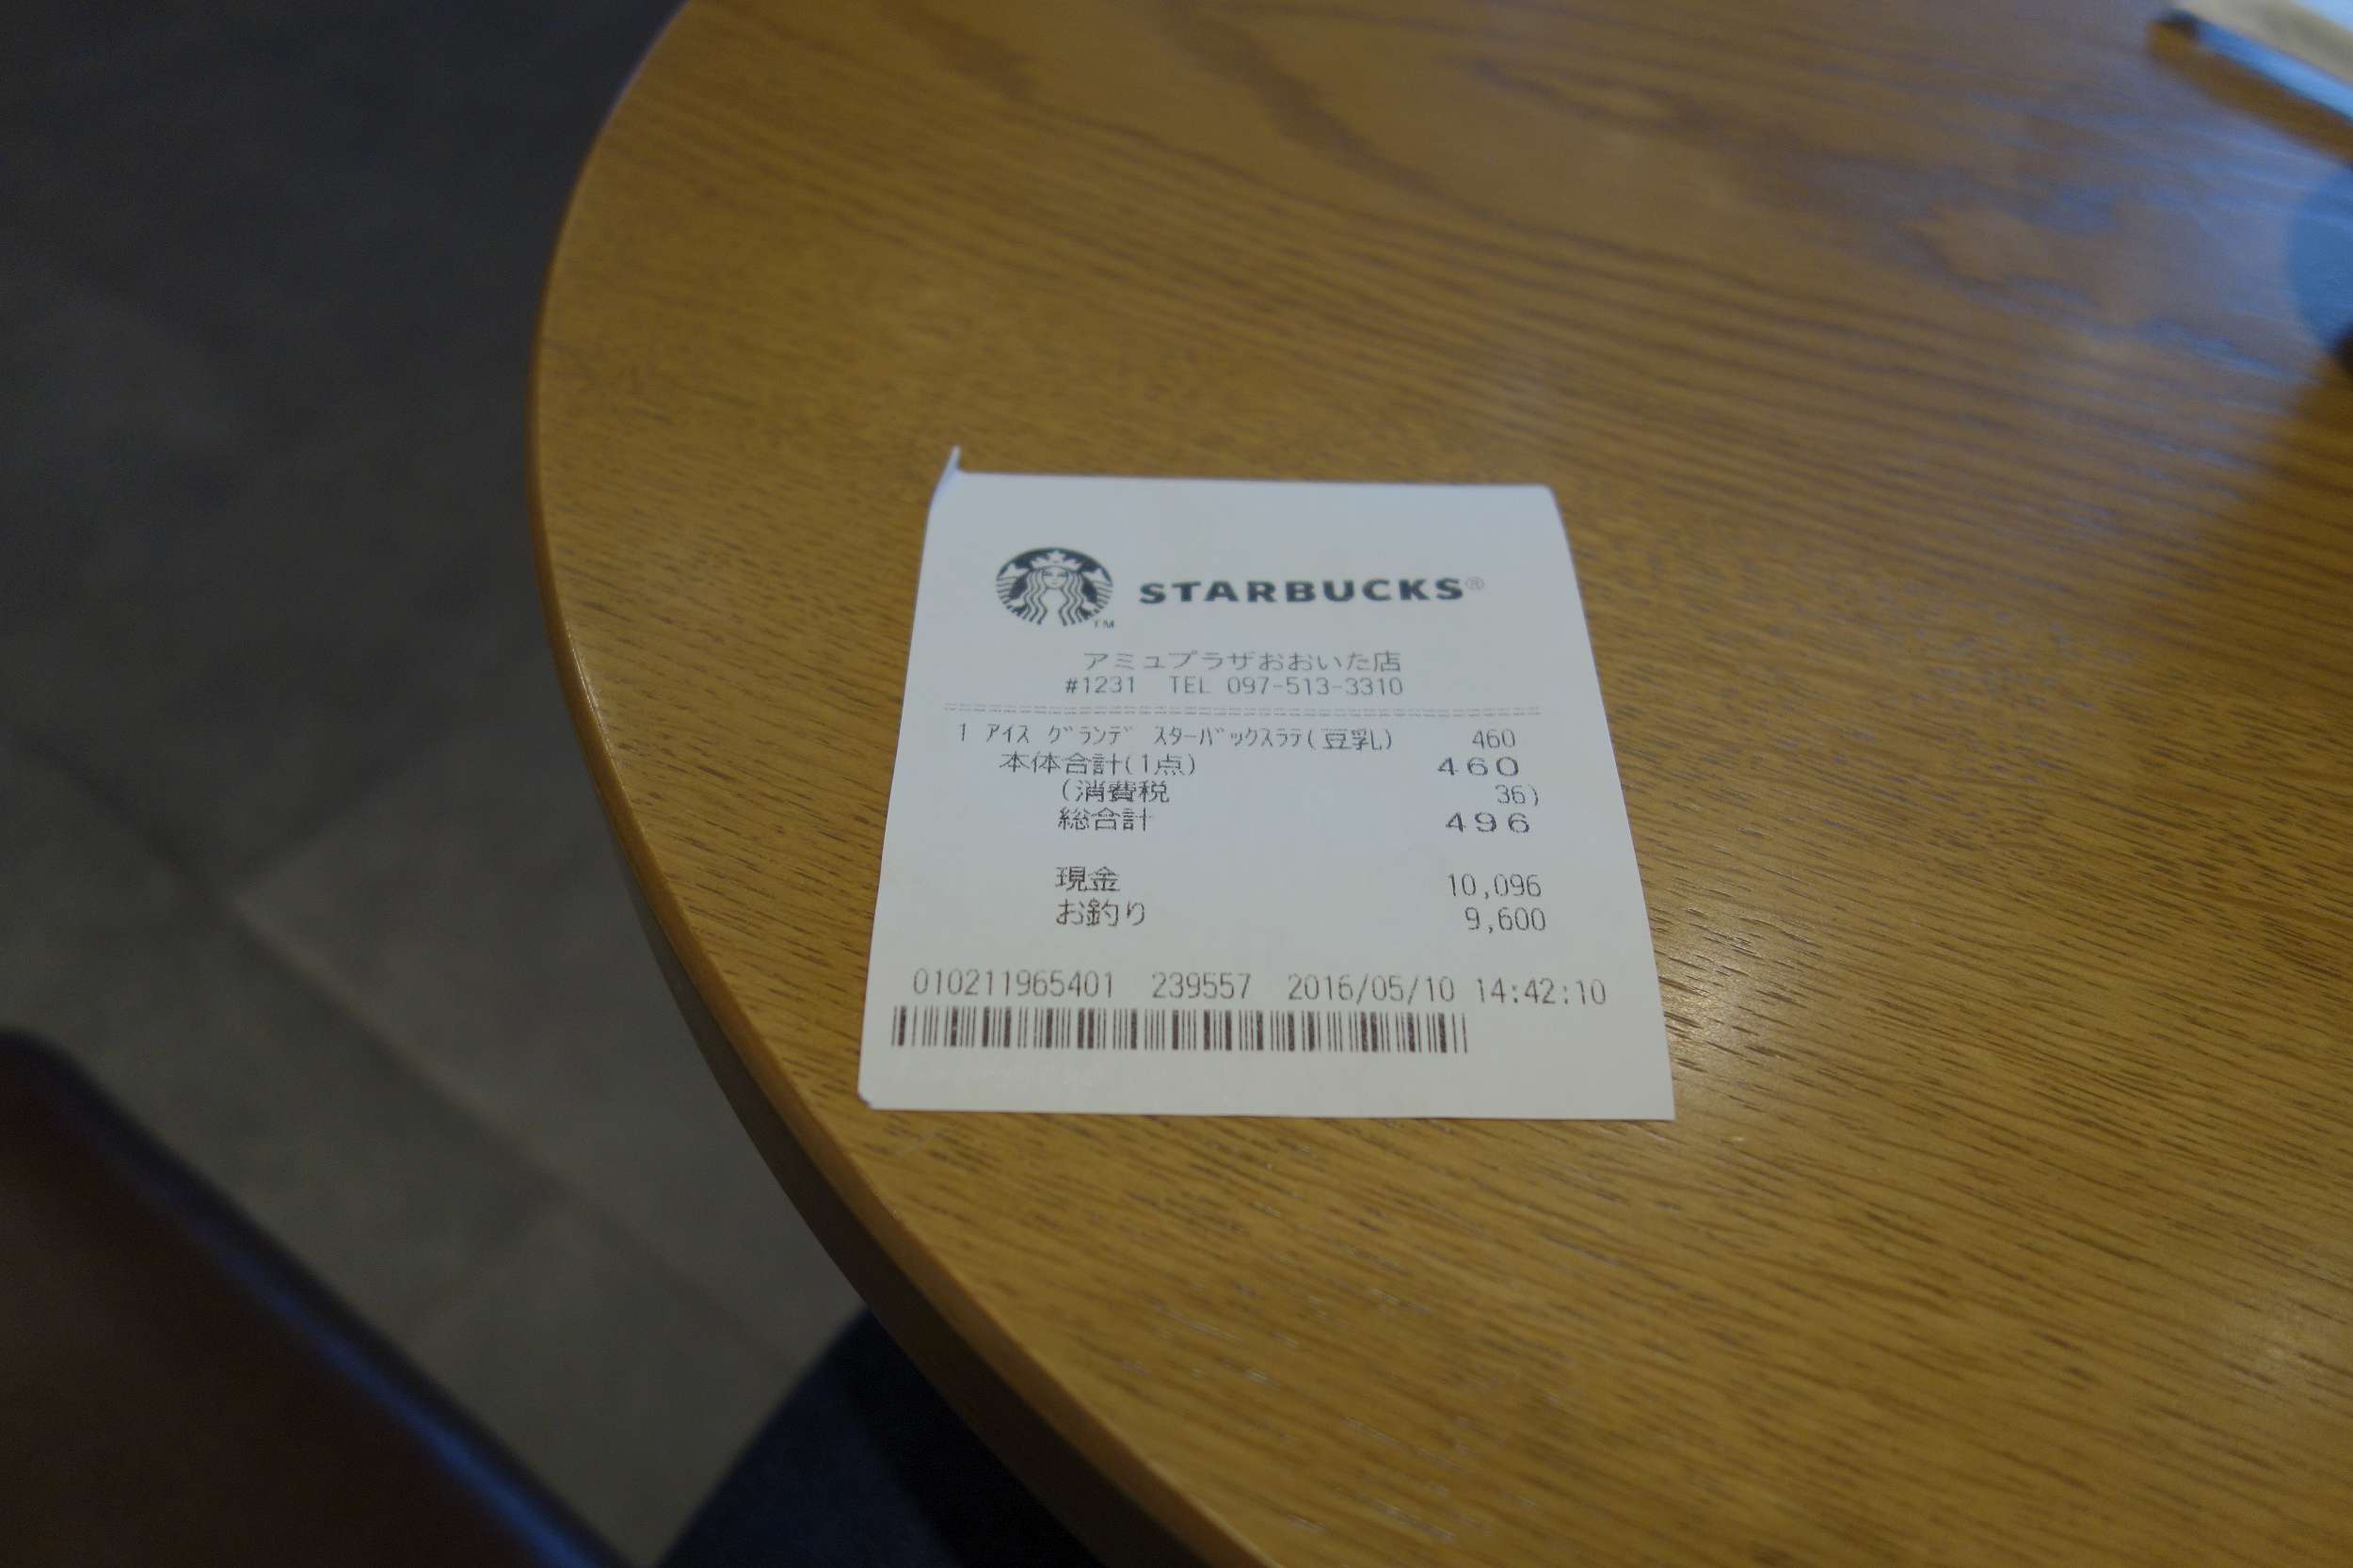 STARBUCKS®
TM
アミュプラザおおいた店
#1231 TEL 097-513-3310
1 ｱｲｽ ｸﾞﾗﾝﾃﾞ ｽﾀｰﾊﾞｯｸｽﾗﾃ(豆乳) 460
本体合計(1点) 460
(消費税 36)
総合計 496
現金 10,096
お釣り 9,600
010211965401 239557 2016/05/10 14:42:10